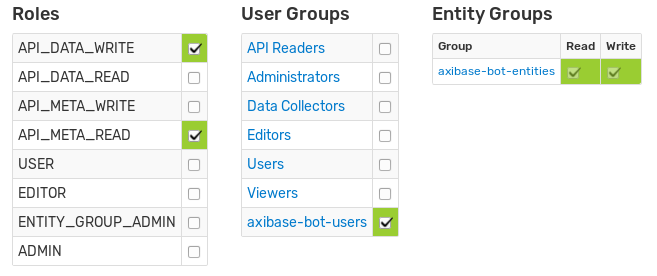 Roles
API_DATA_WRITE
API_DATA_READ
API_META_WRITE
API_META_READ
USER
EDITOR
ENTITY_GROUP_ADMIN
ADMIN
User Groups
API Readers
Administrators
Data Collectors
Editors
Users
Viewers
axibase-bot-users
Entity Groups
Group Read Write
axibase-bot-entities